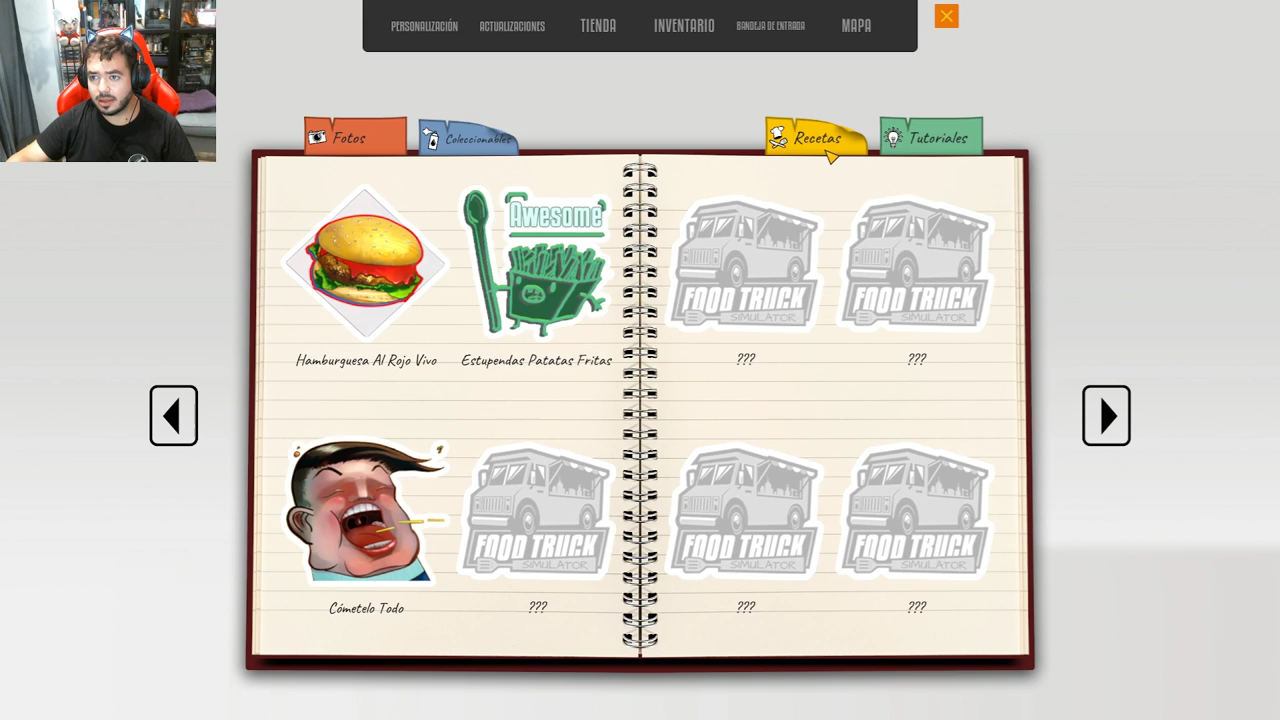 PERSONALIZACIÓN ACTUALIZACIONES TIENDA INVENTARIO BANDEJA DE ENTRADA MAPA
Fotos Coleccionables Recetas Tutoriales
Awesome
FOOD TRUCK SIMULATOR
FOOD TRUCK SIMULATOR
Hamburguesa Al Rojo Vivo
Estupendas Patatas Fritas
???
???
FOOD TRUCK SIMULATOR
FOOD TRUCK SIMULATOR
FOOD TRUCK SIMULATOR
Cómetelo Todo
???
???
???